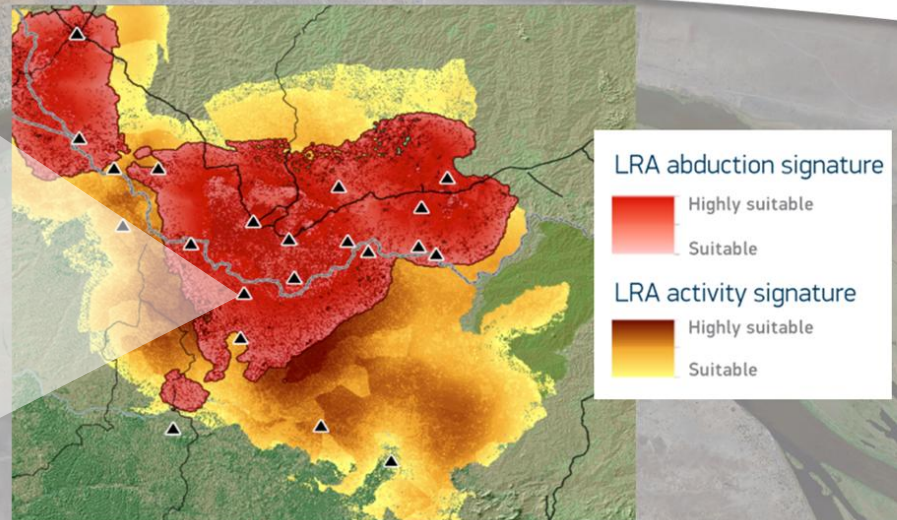 LRA abduction signature
Highly suitable
Suitable
LRA activity signature
Highly suitable
Suitable